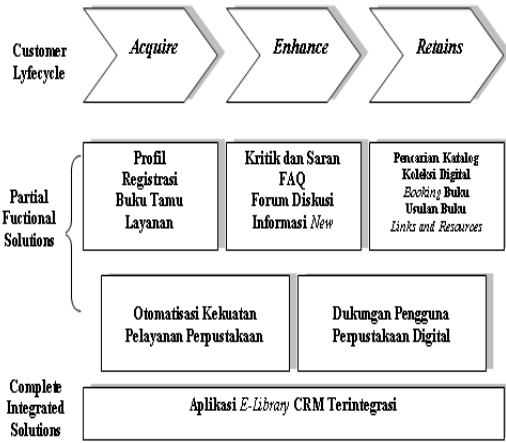 Customer
Lyfecycle
Acquire
Enhance
Retains
Partial
Fuctional
Solutions
Profil
Registrasi
Buku Tamu
Layanan
Kritik dan Saran
FAQ
Forum Diskusi
Informasi New
Pencarian Katalog
Koleksi Digital
Booking Buku
Usulan Buku
Links and Resources
Otomatisasi Kekuatan
Pelayanan Perpustakaan
Dukungan Pengguna
Perpustakaan Digital
Complete
Integrated
Solutions
Aplikasi E-Library CRM Terintegrasi